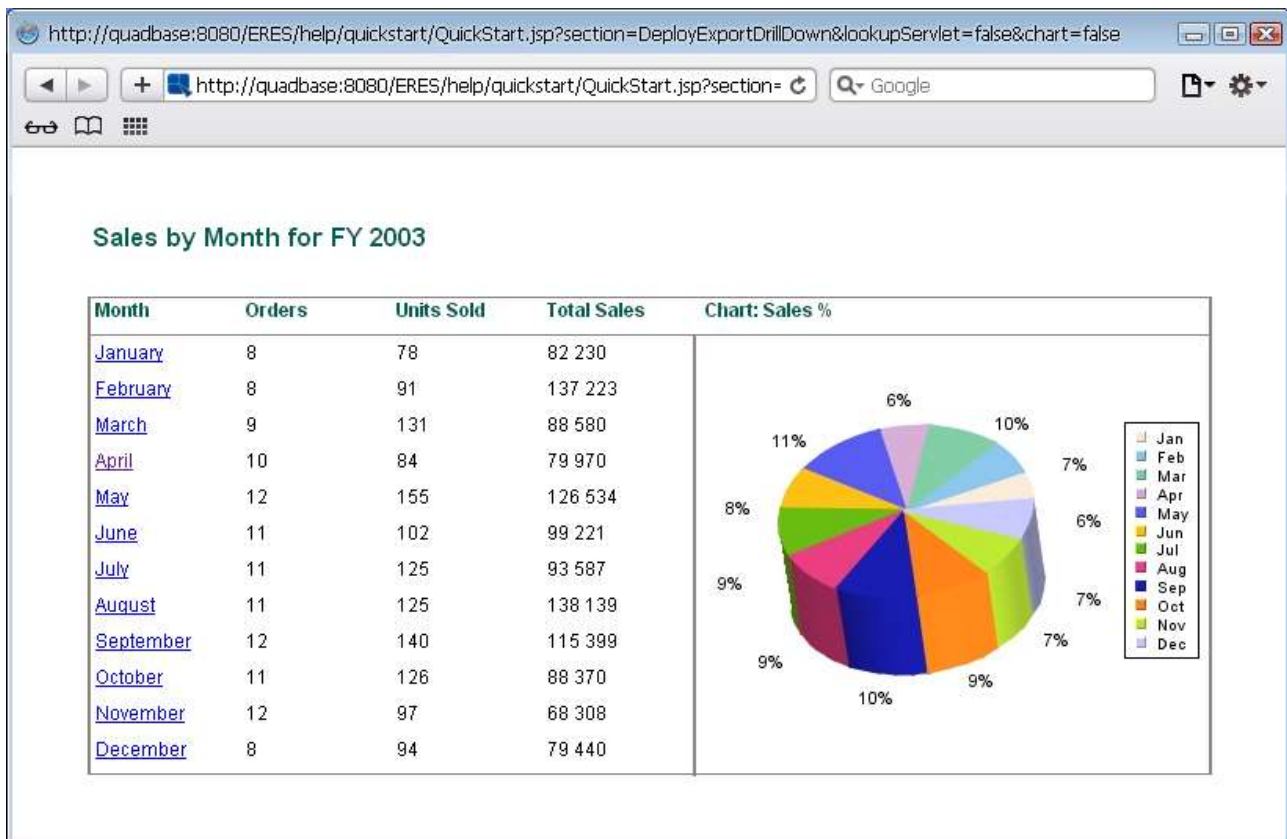 http://quadbase:8080/ERES/help/quickstart/QuickStart.jsp?section=DeployExportDrillDown&lookupServlet=false&chart=false
http://quadbase:8080/ERES/help/quickstart/QuickStart.jsp?section= Google
Sales by Month for FY 2003
Month Orders Units Sold Total Sales Chart: Sales %
January 8 78 82 230
February 8 91 137 223
March 9 131 88 580
April 10 84 79 970
May 12 155 126 534
June 11 102 99 221
July 11 125 93 587
August 11 125 138 139
September 12 140 115 399
October 11 126 88 370
November 12 97 68 308
December 8 94 79 440
6%
10%
11%
7%
8%
6%
9%
7%
7%
9%
9%
10%
Jan
Feb
Mar
Apr
May
Jun
Jul
Aug
Sep
Oct
Nov
Dec